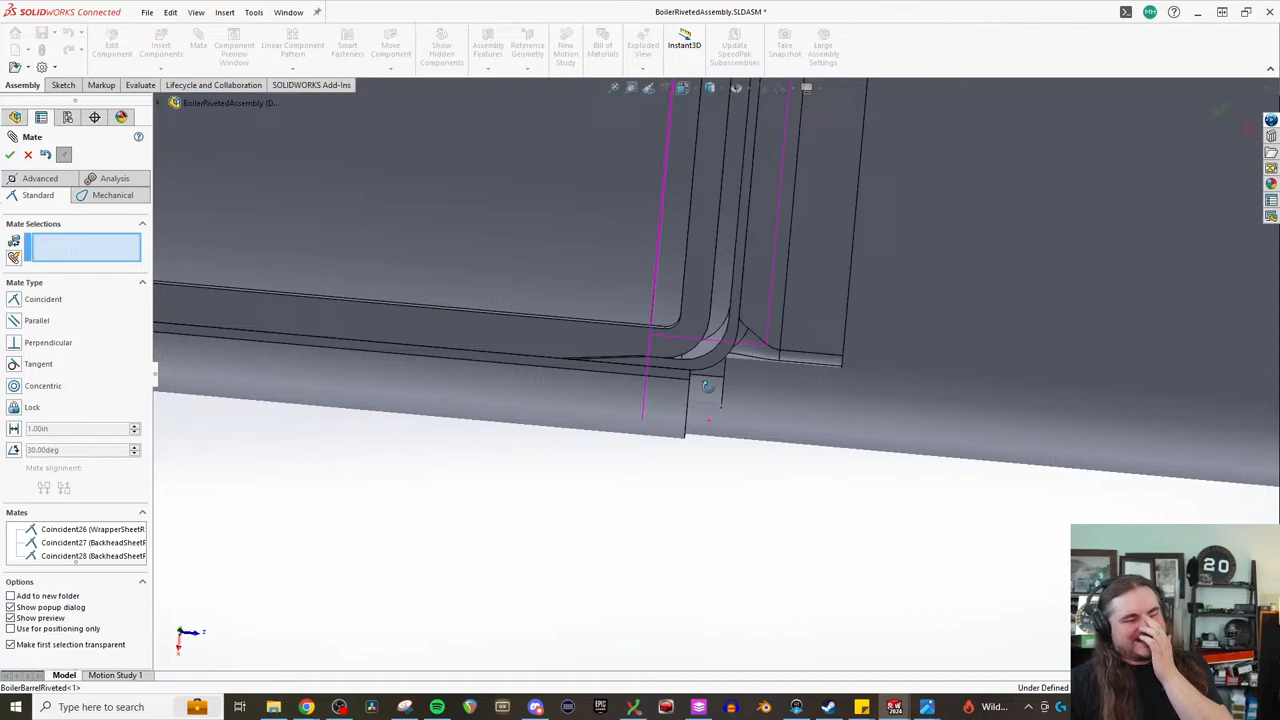 SOLIDWORKS Connected
File
Edit
View
Insert
Tools
Window
BoilerRivetedAssembly.SLDASM *
MH
Edit Component
Insert Components
Mate
Component Preview Window
Linear Component Pattern
Smart Fasteners
Move Component
Show Hidden Components
Assembly Features
Reference Geometry
New Motion Study
Bill of Materials
Exploded View
Instant3D
Update SpeedPak Subassemblies
Take Snapshot
Large Assembly Settings
Assembly
Sketch
Markup
Evaluate
Lifecycle and Collaboration
SOLIDWORKS Add-Ins
BoilerRivetedAssembly (D...
Mate
Advanced
Analysis
Standard
Mechanical
Mate Selections
Mate Type
Coincident
Parallel
Perpendicular
Tangent
Concentric
Lock
1.00in
30.00deg
Mate alignment:
Mates
Coincident26 (WrapperSheetR
Coincident27 (BackheadSheetF
Coincident28 (BackheadSheetF
Options
Add to new folder
Show popup dialog
Show preview
Use for positioning only
Make first selection transparent
z
x
20
Model
Motion Study 1
BoilerBarrelRiveted<1>
Under Defined
Type here to search
Wild...